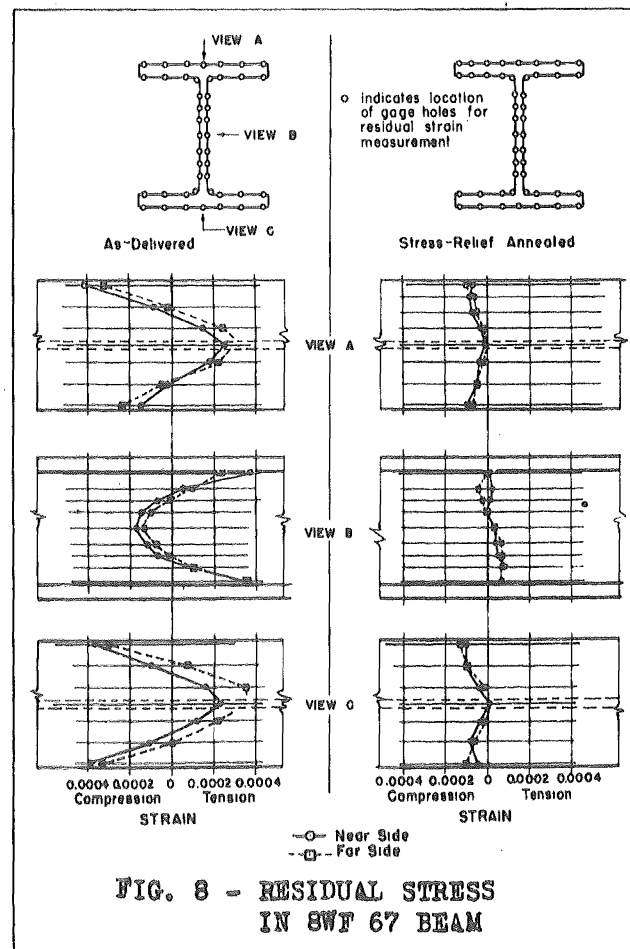 VIEW A
VIEW B
VIEW C
o indicates location
of gage holes for
residual strain
measurement
As-Delivered
Stress-Relief Annealed
VIEW A
VIEW B
VIEW C
0.0004 0.0002 0 0.0002 0.0004
Compression Tension
STRAIN
0.0004 0.0002 0 0.0002 0.0004
Compression Tension
STRAIN
Near Side
Far Side
FIG. 8 - RESIDUAL STRESS
IN 8WF 67 BEAM